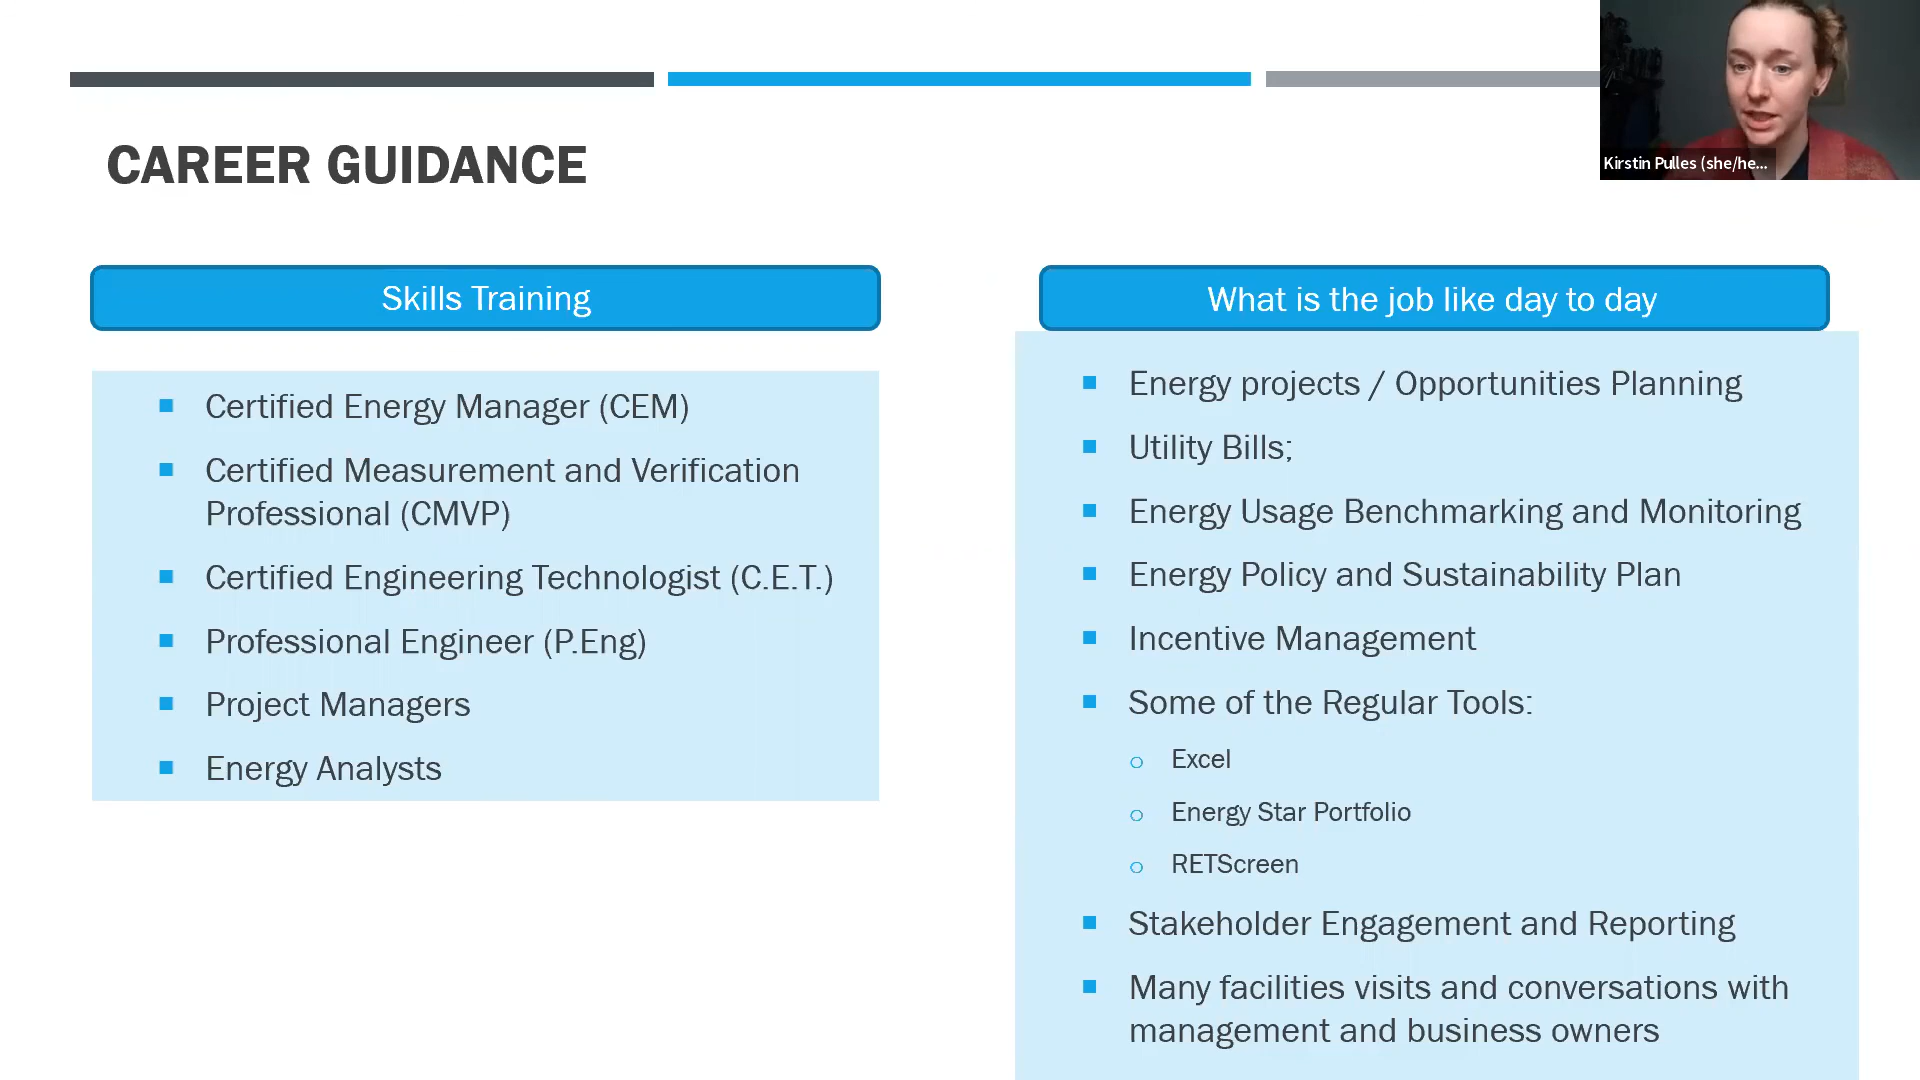 Kirstin Pulles (she/he...
CAREER GUIDANCE
Skills Training
Certified Energy Manager (CEM)
Certified Measurement and Verification
Professional (CMVP)
Certified Engineering Technologist (C.E.T.)
Professional Engineer (P.Eng)
Project Managers
Energy Analysts
What is the job like day to day
Energy projects / Opportunities Planning
Utility Bills;
Energy Usage Benchmarking and Monitoring
Energy Policy and Sustainability Plan
Incentive Management
Some of the Regular Tools:
Excel
Energy Star Portfolio
RETScreen
Stakeholder Engagement and Reporting
Many facilities visits and conversations with
management and business owners